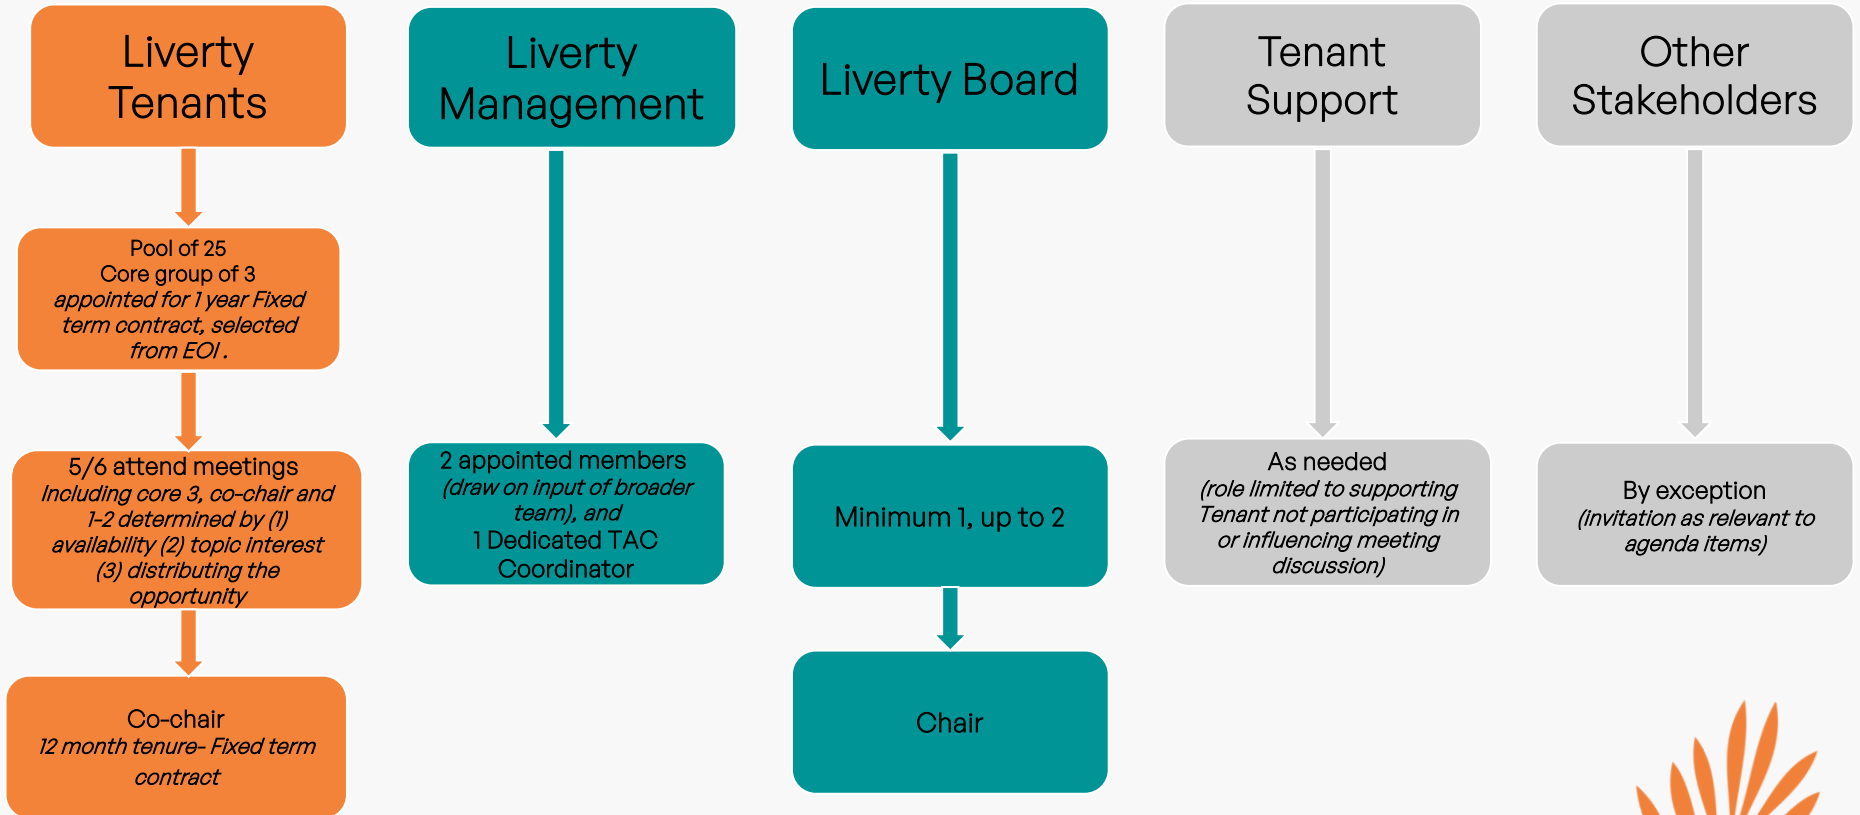 Liverty
Tenants
Pool of 25
Core group of 3
appointed for 1 year Fixed
term contract, selected
from EOI .
5/6 attend meetings
Including core 3, co-chair and
1-2 determined by (1)
availability (2) topic interest
(3) distributing the
opportunity
Co-chair
12 month tenure- Fixed term
contract
Liverty
Management
2 appointed members
(draw on input of broader
team), and
1 Dedicated TAC
Coordinator
Liverty Board
Minimum 1, up to 2
Chair
Tenant
Support
As needed
(role limited to supporting
Tenant not participating in
or influencing meeting
discussion)
Other
Stakeholders
By exception
(invitation as relevant to
agenda items)